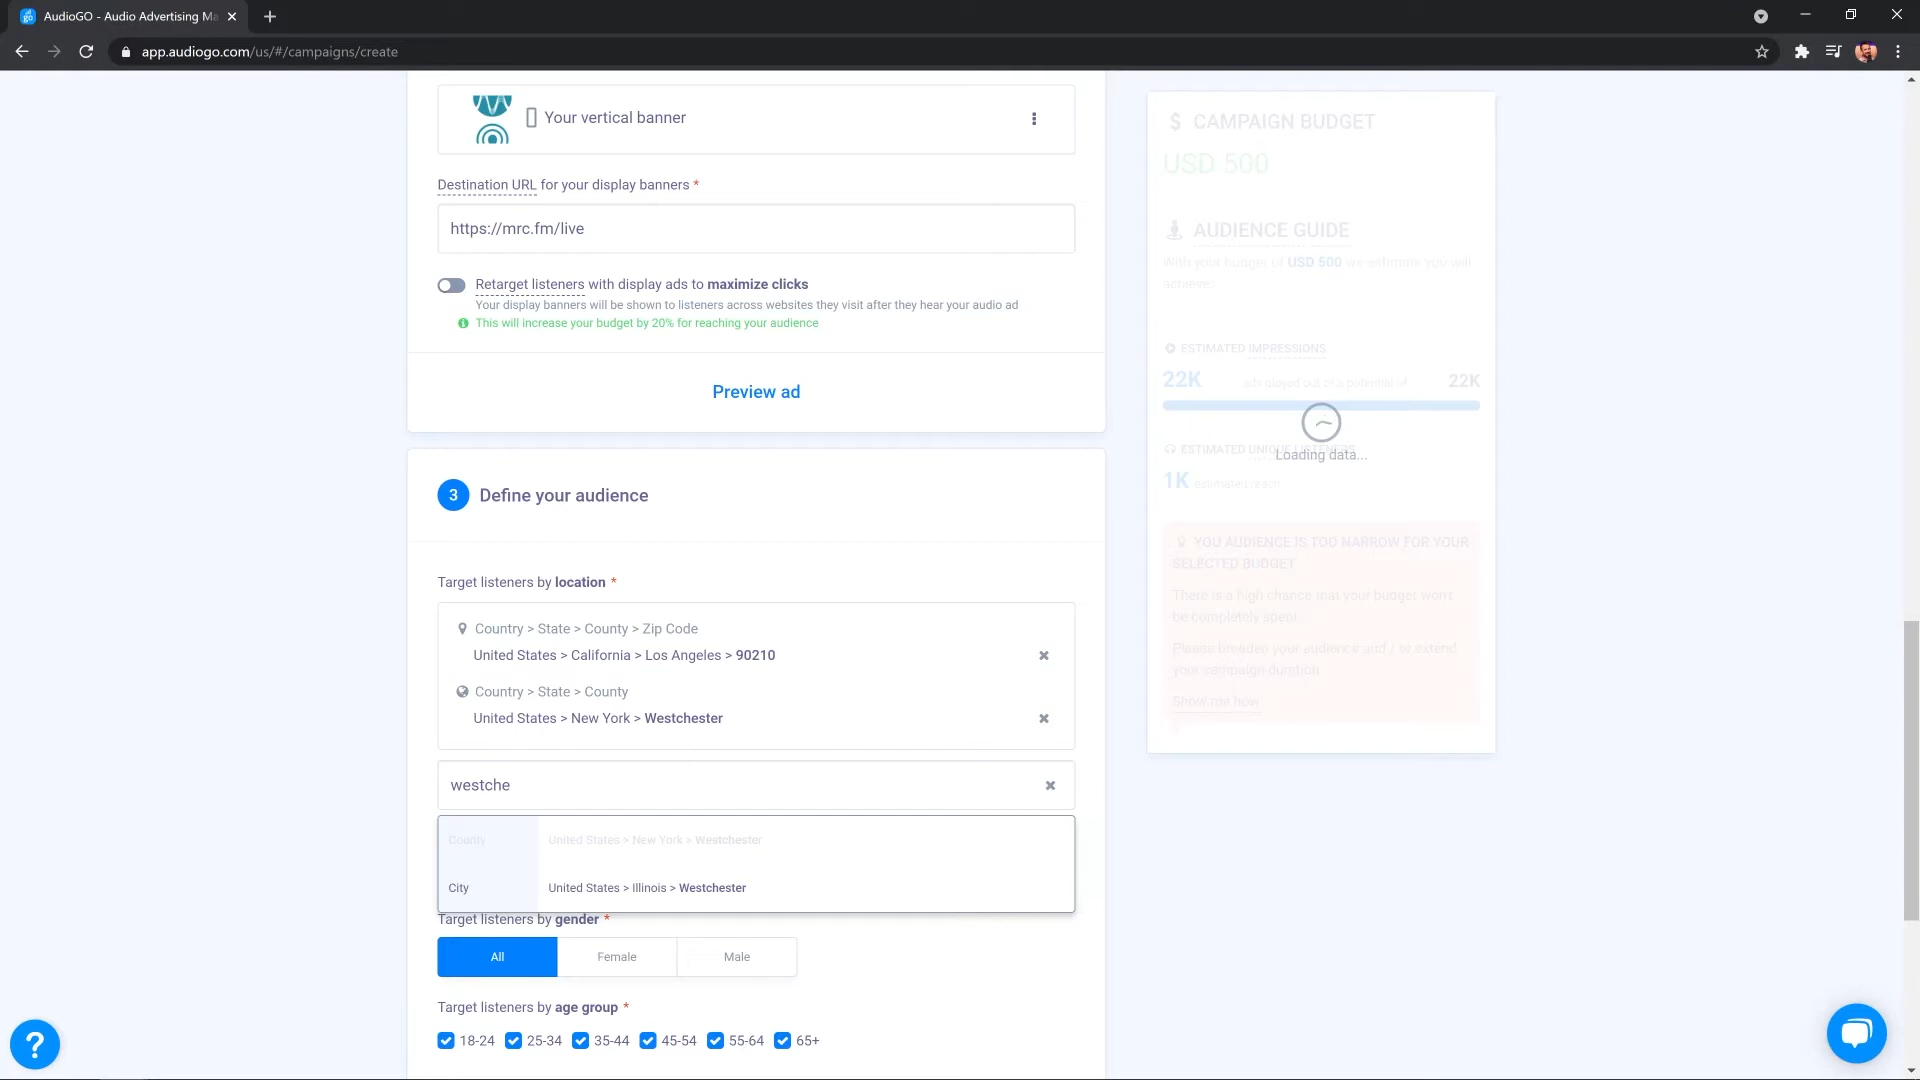 AudioGO - Audio Advertising Ma
app.audiogo.com/us/#/campaigns/create
Your vertical banner
Destination URL for your display banners *
https://mrc.fm/live
Retarget listeners with display ads to maximize clicks
Your display banners will be shown to listeners across websites they visit after they hear your audio ad
This will increase your budget by 20% for reaching your audience
Preview ad
3 Define your audience
Target listeners by location *
Country > State > County > Zip Code
United States > California > Los Angeles > 90210
Country > State > County
United States > New York > Westchester
westche
County United States > New York > Westchester
City United States > Illinois > Westchester
Target listeners by gender *
All Female Male
Target listeners by age group *
18-24 25-34 35-44 45-54 55-64 65+
$ CAMPAIGN BUDGET
USD 500
AUDIENCE GUIDE
With your budget of USD 500 we estimate you will
achieve:
ESTIMATED IMPRESSIONS
22K ads played out of a potential of 22K
ESTIMATED UNIQUE LISTENERS
Loading data...
1K estimated reach
YOU AUDIENCE IS TOO NARROW FOR YOUR
SELECTED BUDGET
There is a high chance that your budget won't
be completely spent.
Please broaden your audience and / or extend
your campaign duration
Show me how
?